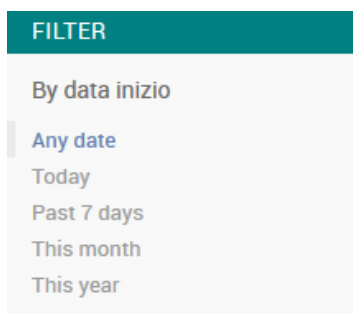 FILTER
By data inizio
Any date
Today
Past 7 days
This month
This year